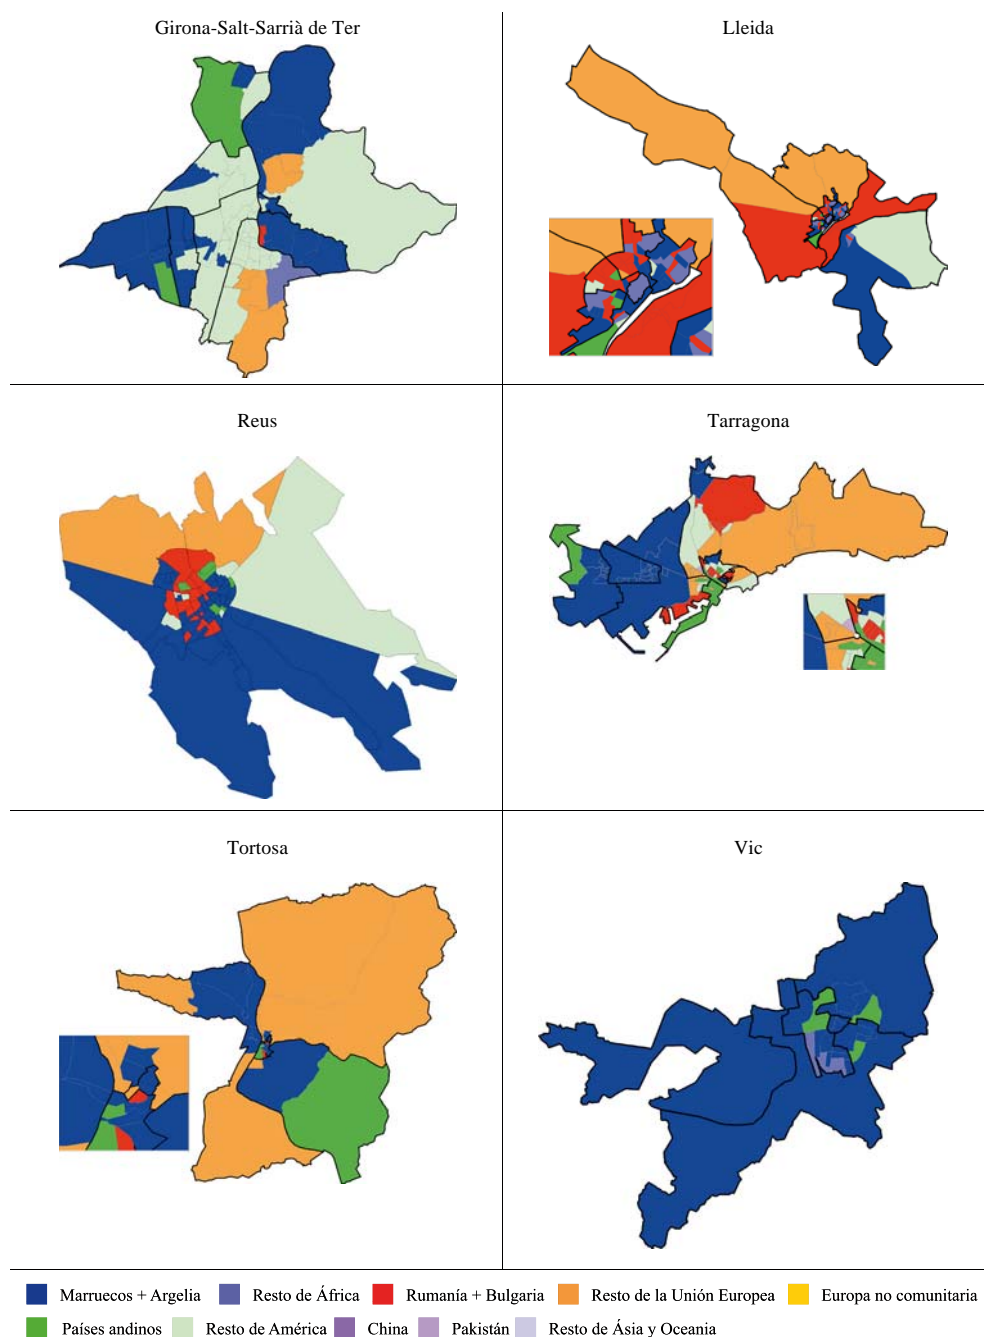 Girona-Salt-Sarrià de Ter
Lleida
Reus
Tarragona
Tortosa
Vic
Marruecos + Argelia Resto de África Rumanía + Bulgaria Resto de la Unión Europea Europa no comunitaria
Países andinos Resto de América China Pakistán Resto de Ásia y Oceania